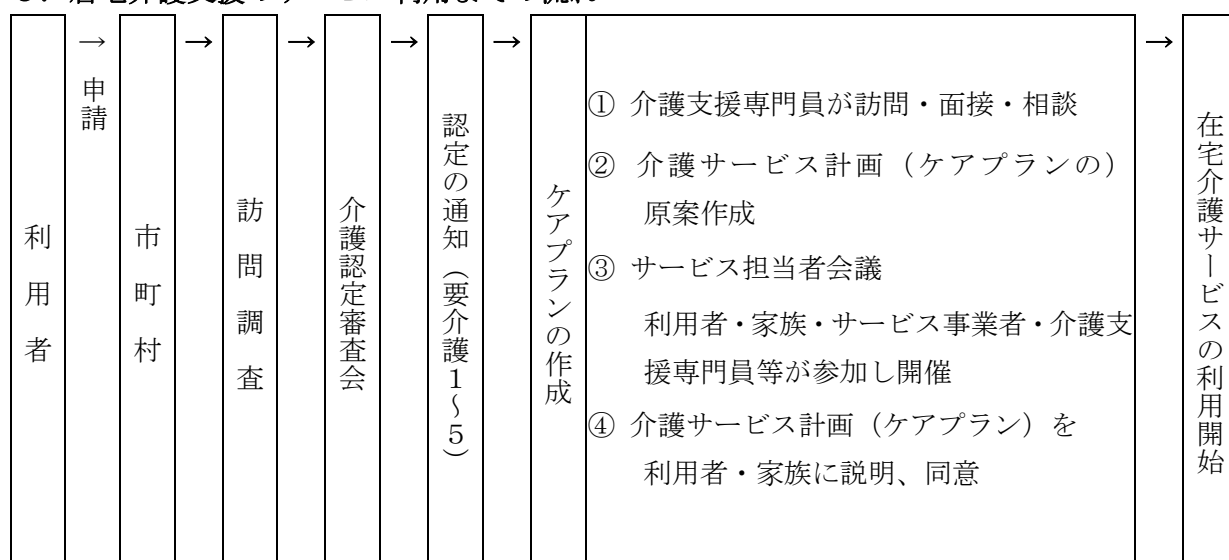 利用者
→
申請
市町村
→
訪問調査
→
介護認定審査会
→
認定の通知（要介護１～５）
→
ケアプランの作成
① 介護支援専門員が訪問・面接・相談
② 介護サービス計画（ケアプランの）
原案作成
③ サービス担当者会議
利用者・家族・サービス事業者・介護支
援専門員等が参加し開催
④ 介護サービス計画（ケアプラン）を
利用者・家族に説明、同意
→
在宅介護サービスの利用開始